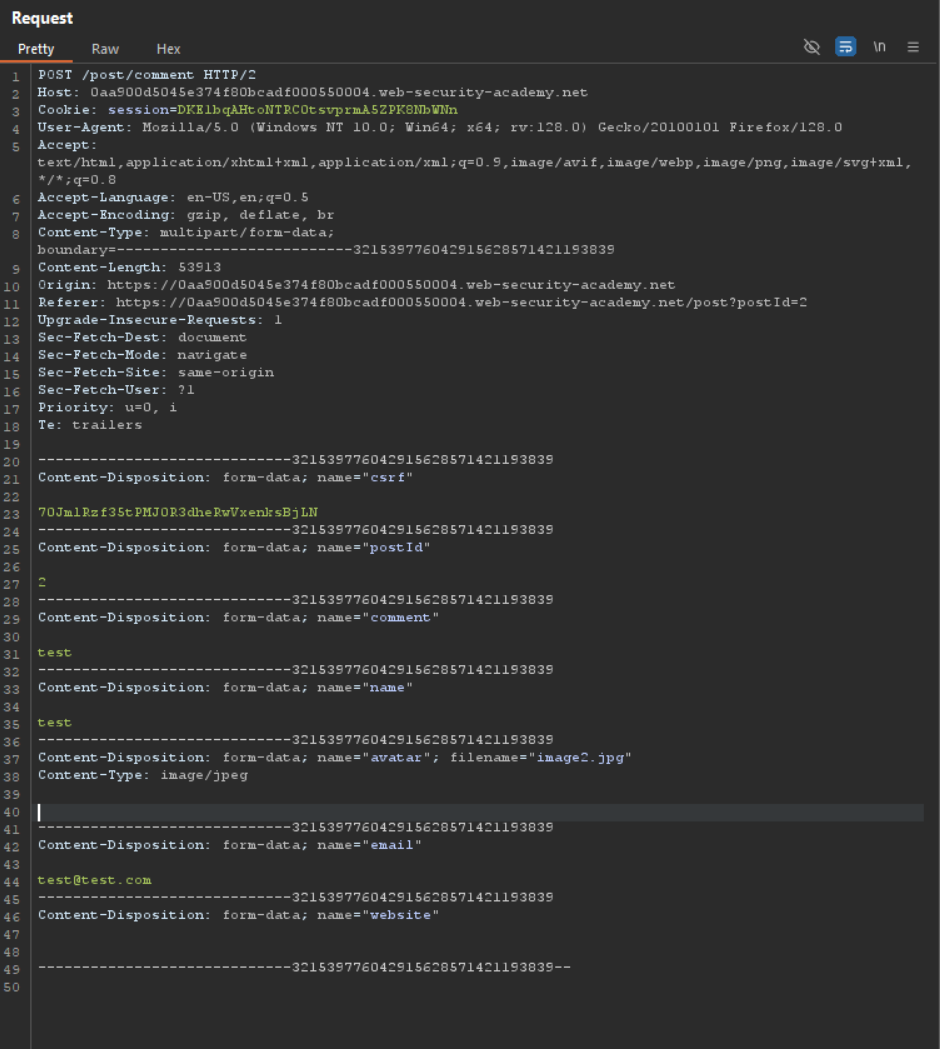 Request
Pretty Raw Hex \n
1 POST /post/comment HTTP/2
2 Host: 0aa900d5045e374f80bcadf000550004.web-security-academy.net
3 Cookie: session=DKElbqAHtoNTRC0tsvprmA5ZPK8NbWNn
4 User-Agent: Mozilla/5.0 (Windows NT 10.0; Win64; x64; rv:128.0) Gecko/20100101 Firefox/128.0
5 Accept:
text/html,application/xhtml+xml,application/xml;q=0.9,image/avif,image/webp,image/png,image/svg+xml,
*/*;q=0.8
6 Accept-Language: en-US,en;q=0.5
7 Accept-Encoding: gzip, deflate, br
8 Content-Type: multipart/form-data;
boundary=---------------------------321539776042915628571421193839
9 Content-Length: 53913
10 Origin: https://0aa900d5045e374f80bcadf000550004.web-security-academy.net
11 Referer: https://0aa900d5045e374f80bcadf000550004.web-security-academy.net/post?postId=2
12 Upgrade-Insecure-Requests: 1
13 Sec-Fetch-Dest: document
14 Sec-Fetch-Mode: navigate
15 Sec-Fetch-Site: same-origin
16 Sec-Fetch-User: ?1
17 Priority: u=0, i
18 Te: trailers
19
20 -----------------------------321539776042915628571421193839
21 Content-Disposition: form-data; name="csrf"
22
23 70JmlRzf35tPMJ0R3dheRwVxenksBjLN
24 -----------------------------321539776042915628571421193839
25 Content-Disposition: form-data; name="postId"
26
27 2
28 -----------------------------321539776042915628571421193839
29 Content-Disposition: form-data; name="comment"
30
31 test
32 -----------------------------321539776042915628571421193839
33 Content-Disposition: form-data; name="name"
34
35 test
36 -----------------------------321539776042915628571421193839
37 Content-Disposition: form-data; name="avatar"; filename="image2.jpg"
38 Content-Type: image/jpeg
39
40
41 -----------------------------321539776042915628571421193839
42 Content-Disposition: form-data; name="email"
43
44 test@test.com
45 -----------------------------321539776042915628571421193839
46 Content-Disposition: form-data; name="website"
47
48
49 -----------------------------321539776042915628571421193839--
50